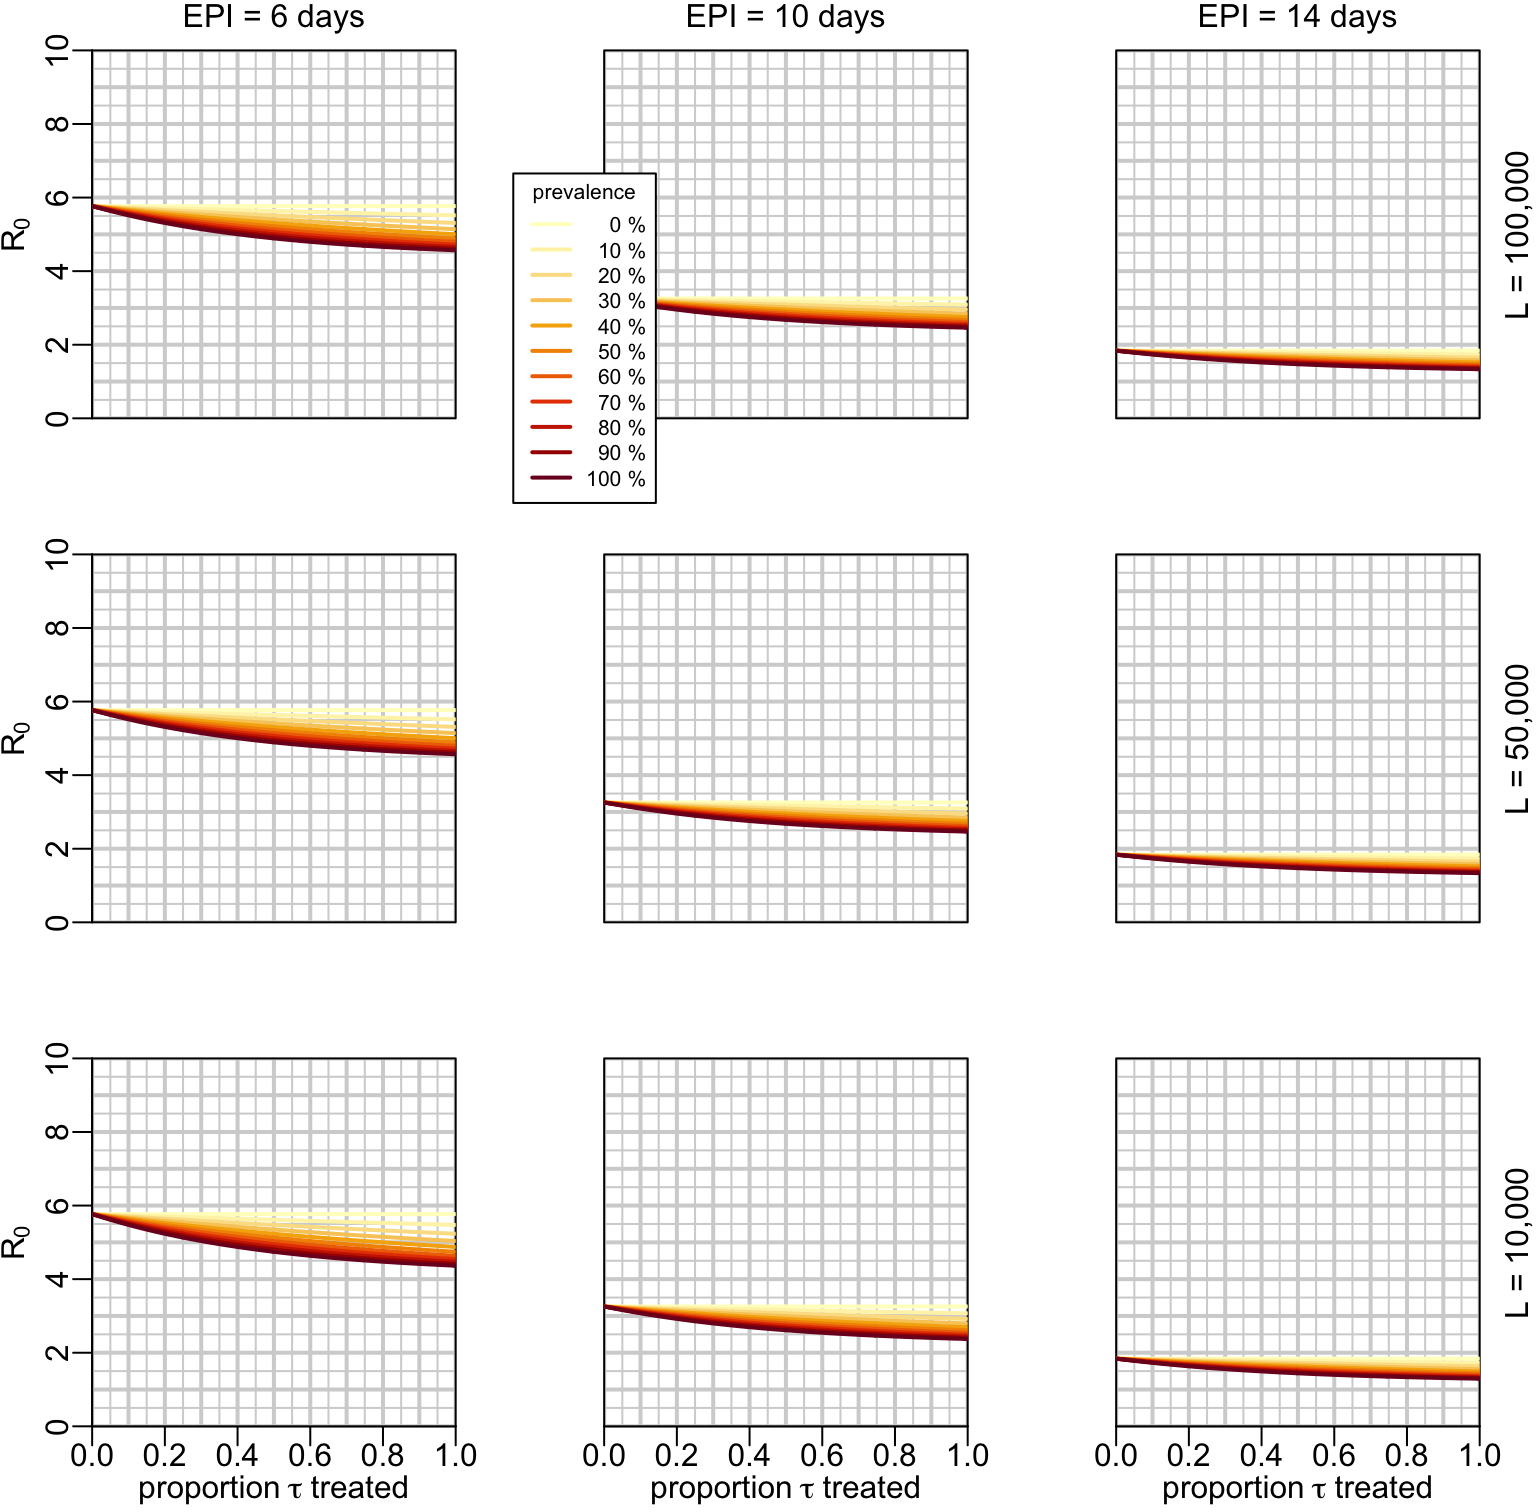 EPI = 6 days
EPI = 10 days
EPI = 14 days
R0
0
2
4
6
8
10
prevalence
0 %
10 %
20 %
30 %
40 %
50 %
60 %
70 %
80 %
90 %
100 %
L = 100,000
R0
0
2
4
6
8
10
L = 50,000
R0
0
2
4
6
8
10
L = 10,000
0.0 0.2 0.4 0.6 0.8 1.0
0.0 0.2 0.4 0.6 0.8 1.0
0.0 0.2 0.4 0.6 0.8 1.0
proportion τ treated
proportion τ treated
proportion τ treated